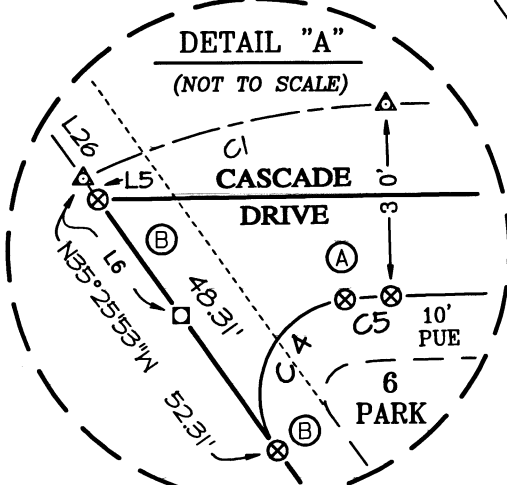 DETAIL "A"
(NOT TO SCALE)
L26
C1
L5
CASCADE
DRIVE
30'
B
L6
A
N35°25'53"W
48.31'
C5
10'
PUE
C4
6
PARK
52.31'
B